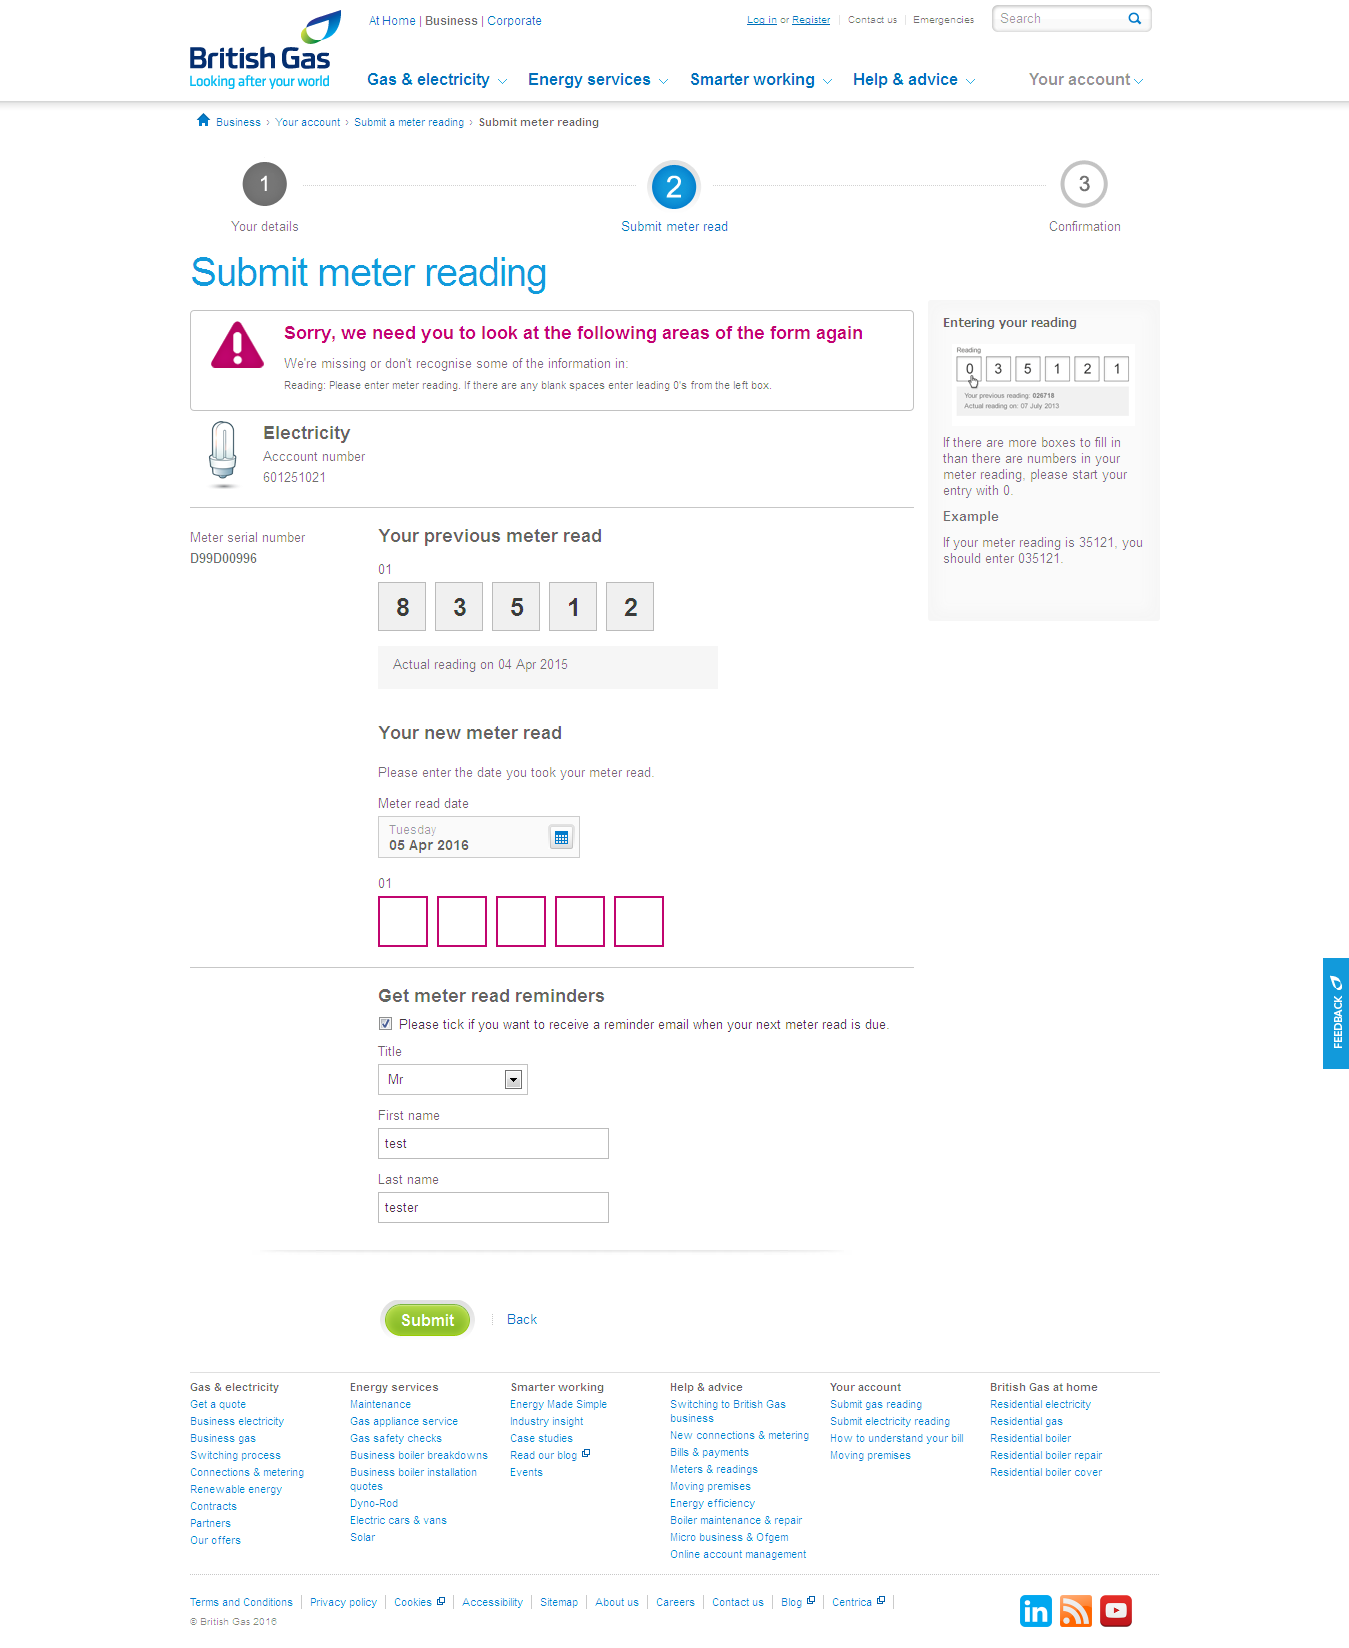 British Gas
Looking after your world
At Home | Business | Corporate
Log in or Register
Contact us
Emergencies
Search
Gas & electricity
Energy services
Smarter working
Help & advice
Your account
Business › Your account › Submit a meter reading › Submit meter reading
1
2
3
Your details
Submit meter read
Confirmation
Submit meter reading
Sorry, we need you to look at the following areas of the form again
We're missing or don't recognise some of the information in:
Reading: Please enter meter reading. If there are any blank spaces enter leading 0's from the left box.
Entering your reading
Reading
0 3 5 1 2 1
Your previous reading: 026718
Actual reading on: 07 July 2013
If there are more boxes to fill in
than there are numbers in your
meter reading, please start your
entry with 0.
Example
If your meter reading is 35121, you
should enter 035121.
Electricity
Acccount number
601251021
Meter serial number
D99D00996
Your previous meter read
01
8 3 5 1 2
Actual reading on 04 Apr 2015
Your new meter read
Please enter the date you took your meter read.
Meter read date
Tuesday
05 Apr 2016
01
Get meter read reminders
Please tick if you want to receive a reminder email when your next meter read is due.
Title
Mr
First name
test
Last name
tester
FEEDBACK
Submit
Back
Gas & electricity
Get a quote
Business electricity
Business gas
Switching process
Connections & metering
Renewable energy
Contracts
Partners
Our offers
Energy services
Maintenance
Gas appliance service
Gas safety checks
Business boiler breakdowns
Business boiler installation
quotes
Dyno-Rod
Electric cars & vans
Solar
Smarter working
Energy Made Simple
Industry insight
Case studies
Read our blog
Events
Help & advice
Switching to British Gas
business
New connections & metering
Bills & payments
Meters & readings
Moving premises
Energy efficiency
Boiler maintenance & repair
Micro business & Ofgem
Online account management
Your account
Submit gas reading
Submit electricity reading
How to understand your bill
Moving premises
British Gas at home
Residential electricity
Residential gas
Residential boiler
Residential boiler repair
Residential boiler cover
Terms and Conditions
Privacy policy
Cookies
Accessibility
Sitemap
About us
Careers
Contact us
Blog
Centrica
© British Gas 2016
in